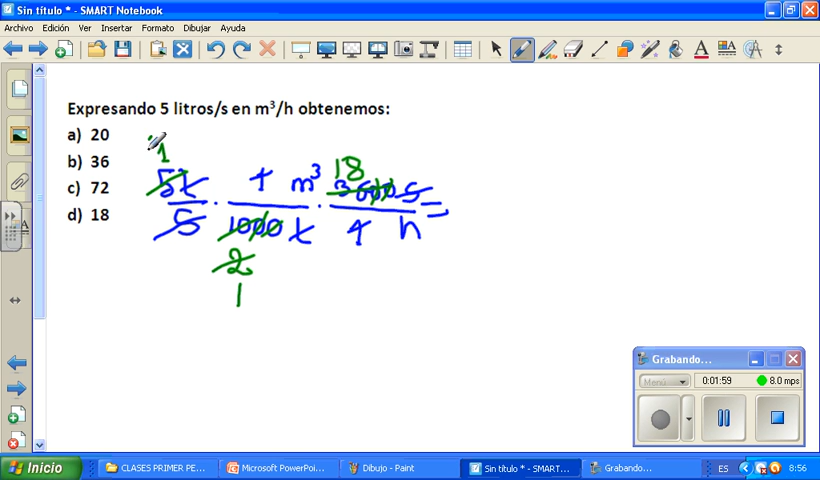 Sin título * - SMART Notebook
Archivo Edición Ver Insertar Formato Dibujar Ayuda
Expresando 5 litros/s en m³/h obtenemos:
a) 20
b) 36
c) 72
d) 18
1 18
5ℓ 1 m³ 3600 s
s · 1000 ℓ · 1 h =
2
1
Grabando...
Menú
0:01:59
8.0 mps
Inicio
CLASES PRIMER PE...
Microsoft PowerPoi...
Dibujo - Paint
Sin título * - SMART...
Grabando...
ES
8:56